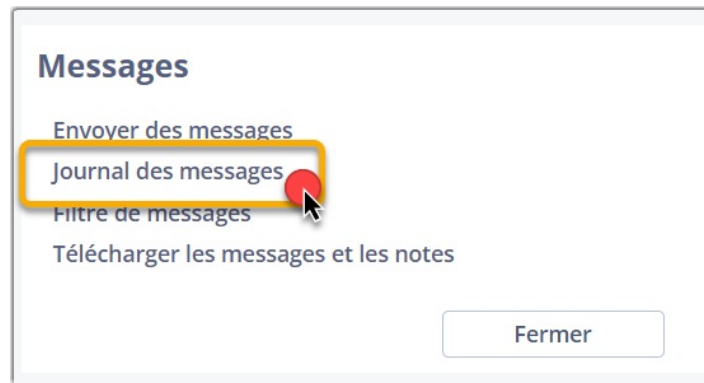 Messages
Envoyer des messages
Journal des messages
Filtre de messages
Télécharger les messages et les notes
Fermer